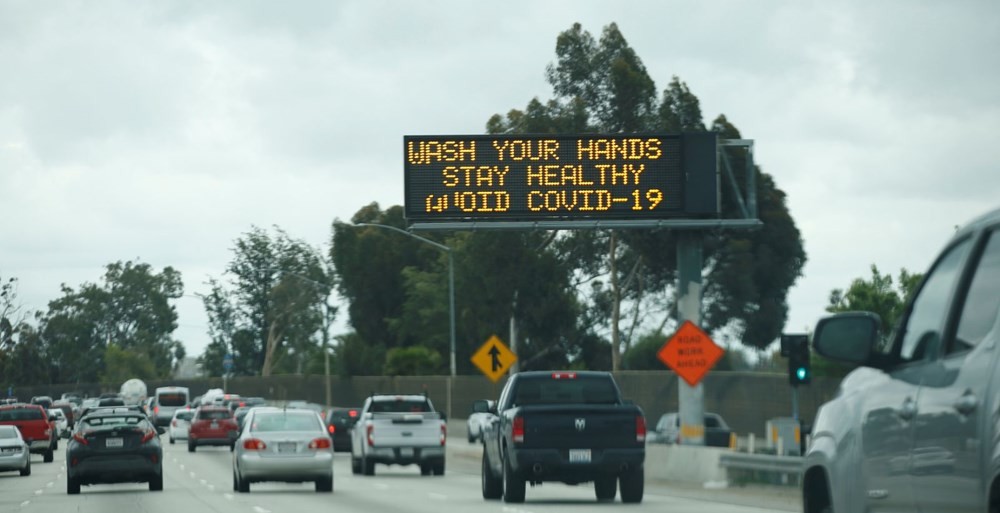 WASH YOUR HANDS
STAY HEALTHY
AVOID COVID-19
ROAD
WORK
AHEAD